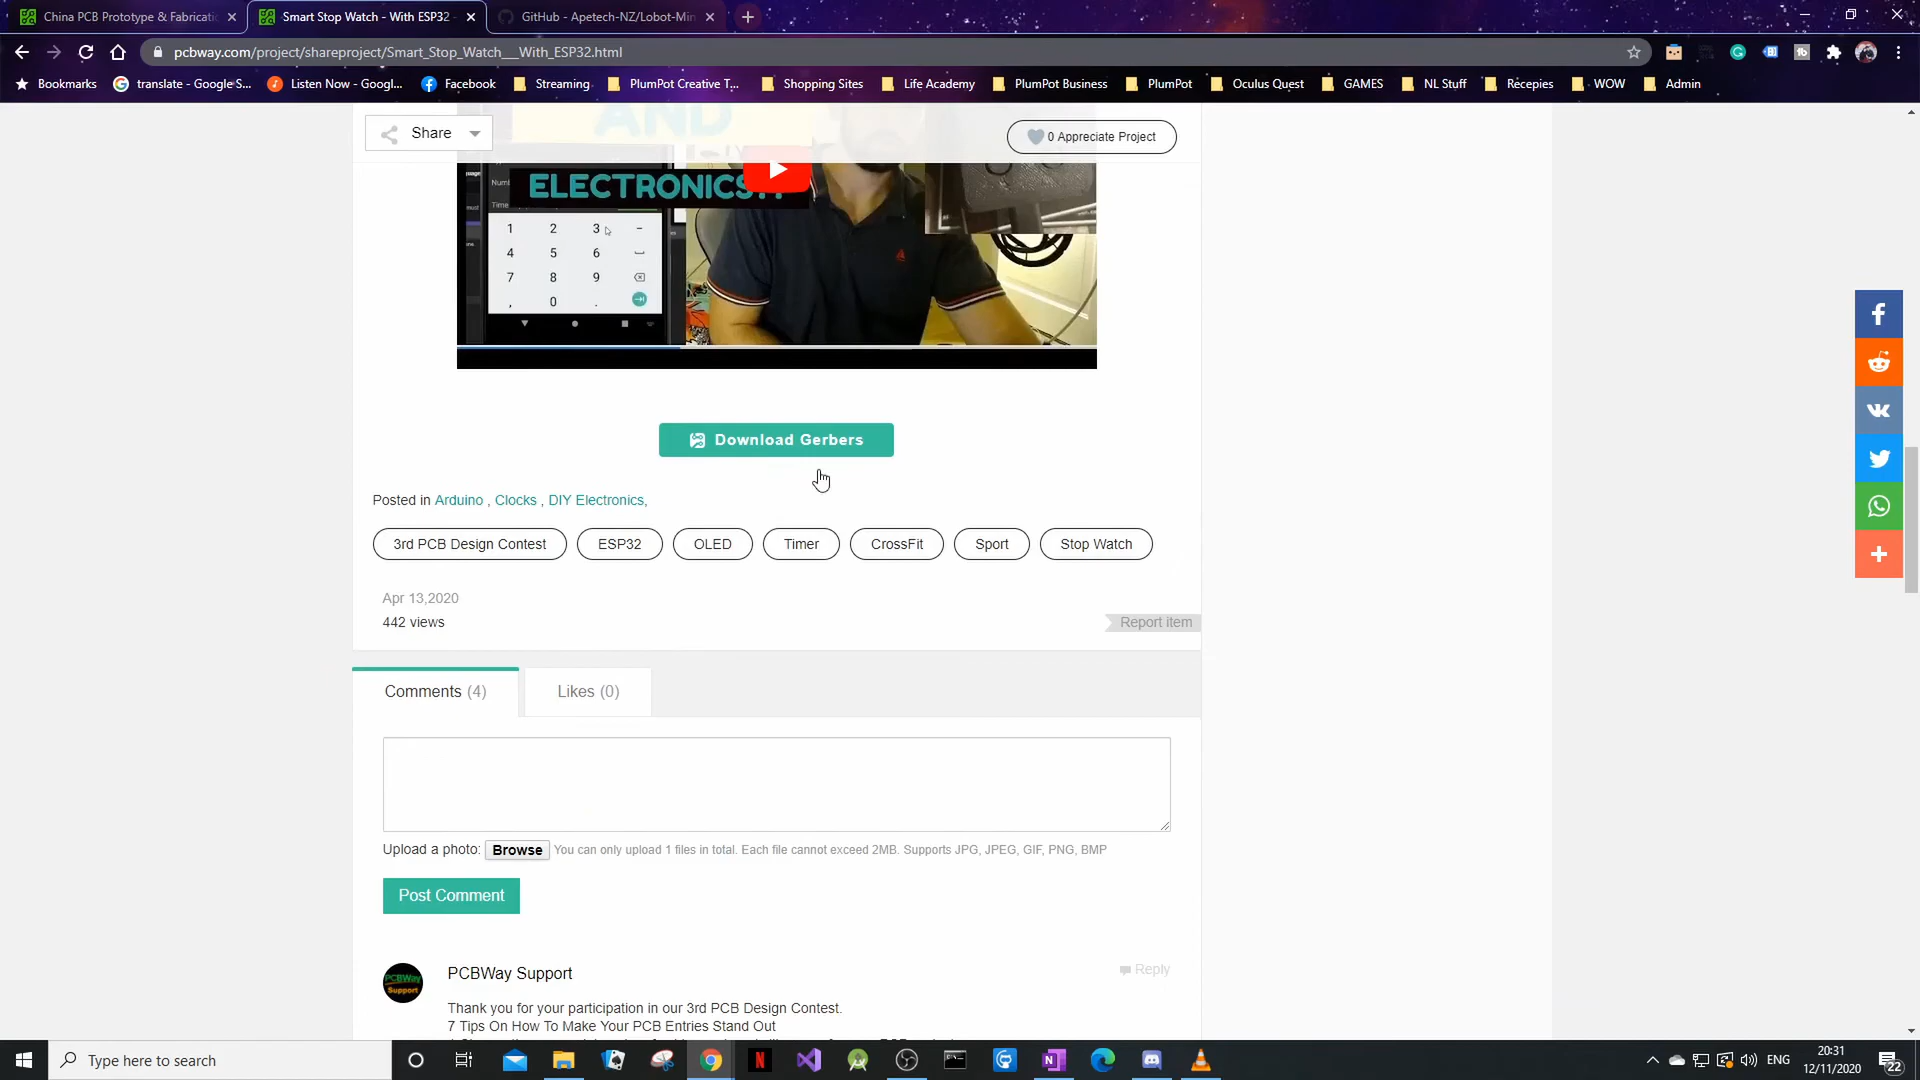 China PCB Prototype & Fabricati
Smart Stop Watch - With ESP32 -
GitHub - Apetech-NZ/Lobot-Min
pcbway.com/project/shareproject/Smart_Stop_Watch___With_ESP32.html
Bookmarks
translate - Google S...
Listen Now - Googl...
Facebook
Streaming
PlumPot Creative T...
Shopping Sites
Life Academy
PlumPot Business
PlumPot
Oculus Quest
GAMES
NL Stuff
Recepies
WOW
Admin
AND
Share
0 Appreciate Project
ELECTRONICS
1 2 3 -
4 5 6
7 8 9
, 0 .
Download Gerbers
Posted in Arduino , Clocks , DIY Electronics,
3rd PCB Design Contest
ESP32
OLED
Timer
CrossFit
Sport
Stop Watch
Apr 13,2020
442 views
Report item
Comments (4)
Likes (0)
Upload a photo: Browse You can only upload 1 files in total. Each file cannot exceed 2MB. Supports JPG, JPEG, GIF, PNG, BMP
Post Comment
PCBWay Support
PCBWay Support
Reply
Thank you for your participation in our 3rd PCB Design Contest.
7 Tips On How To Make Your PCB Entries Stand Out
Type here to search
ENG
20:31
12/11/2020
22